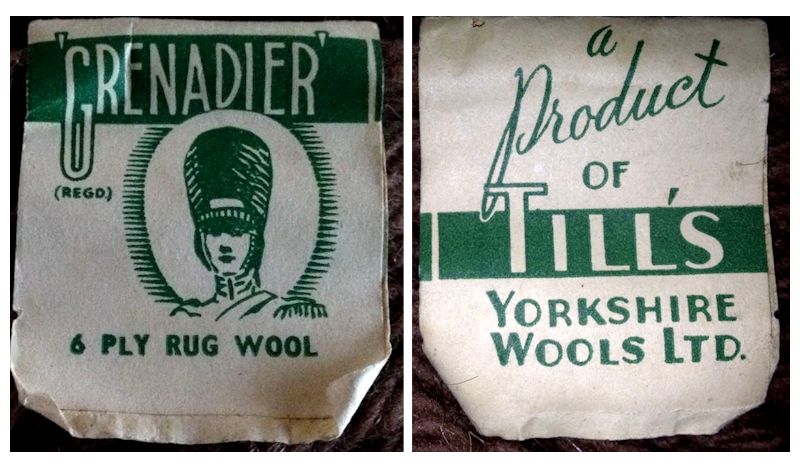 'GRENADIER'
(REGD.)
6 PLY RUG WOOL
a
Product
OF
TILL'S
YORKSHIRE
WOOLS LTD.